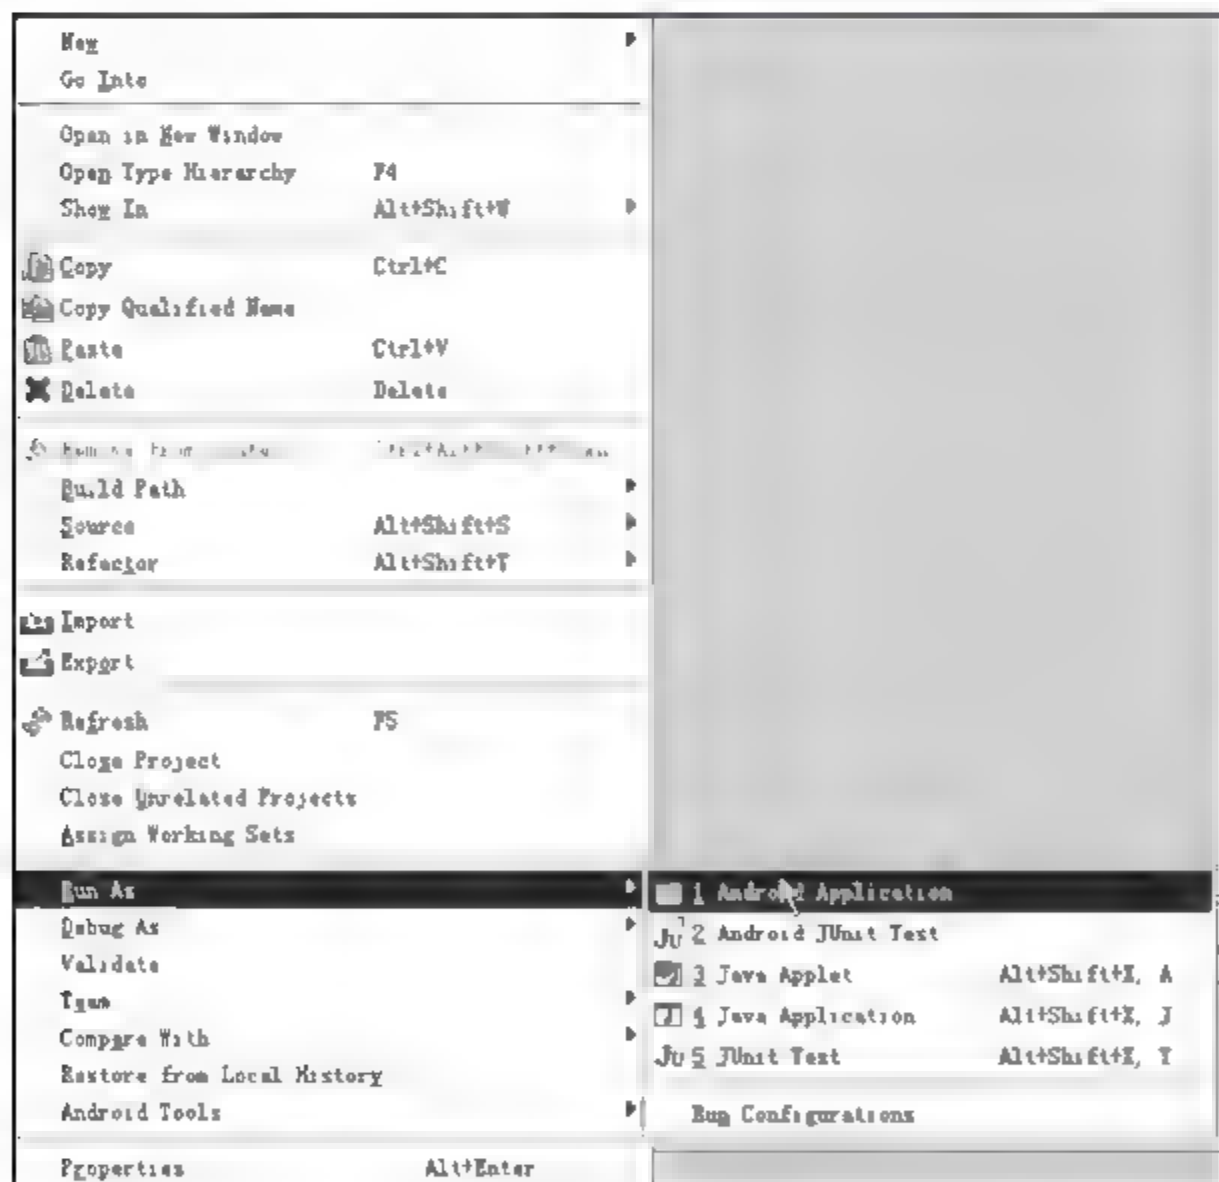 New
Go Into
Open in New Window
Open Type Hierarchy F4
Show In Alt+Shift+W
Copy Ctrl+C
Copy Qualified Name
Paste Ctrl+V
Delete Delete
Build Path
Source Alt+Shift+S
Refactor Alt+Shift+T
Import
Export
Refresh F5
Close Project
Close Unrelated Projects
Assign Working Sets
Run As
1 Android Application
Debug As
2 Android JUnit Test
Validate
3 Java Applet Alt+Shift+X, A
Team
4 Java Application Alt+Shift+X, J
Compare With
Ju 5 JUnit Test Alt+Shift+X, T
Restore from Local History
Android Tools
Run Configurations
Properties Alt+Enter